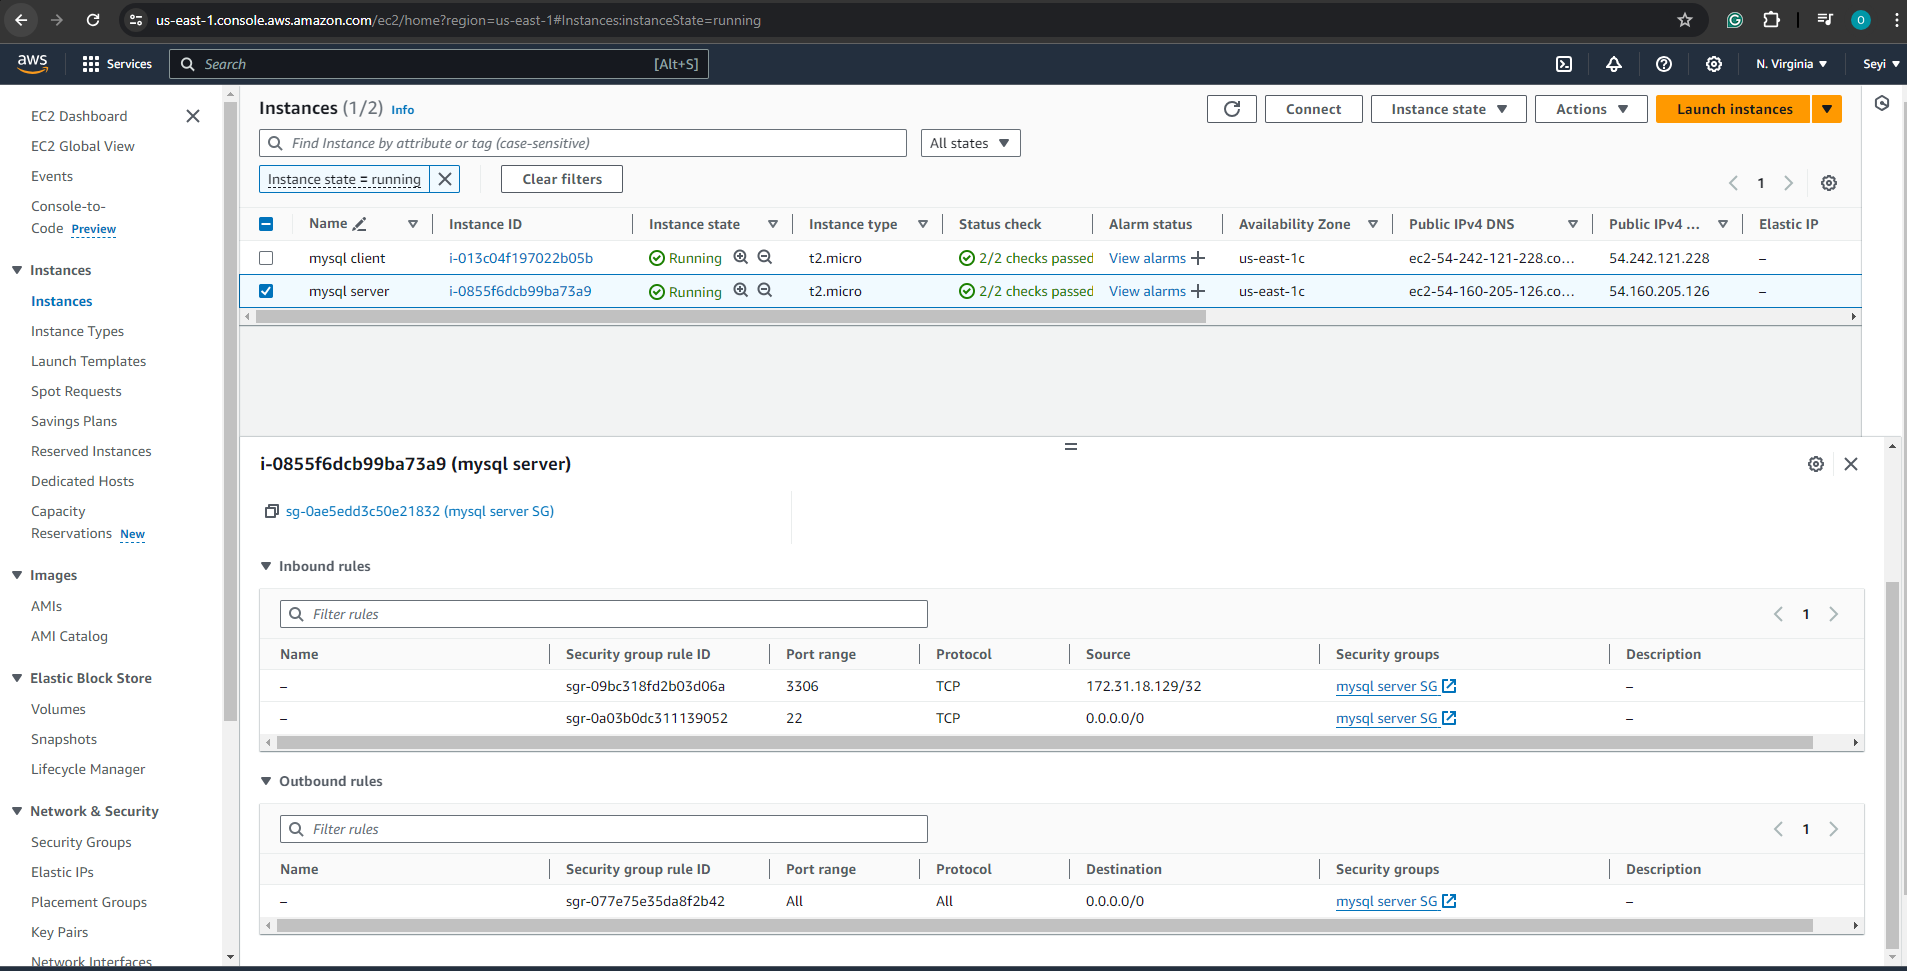 us-east-1.console.aws.amazon.com/ec2/home?region=us-east-1#Instances:instanceState=running
O
aws
Services
Search
[Alt+S]
N. Virginia
Seyi
EC2 Dashboard
EC2 Global View
Events
Console-to-
Code Preview
Instances
Instances
Instance Types
Launch Templates
Spot Requests
Savings Plans
Reserved Instances
Dedicated Hosts
Capacity
Reservations New
Images
AMIs
AMI Catalog
Elastic Block Store
Volumes
Snapshots
Lifecycle Manager
Network & Security
Security Groups
Elastic IPs
Placement Groups
Key Pairs
Network Interfaces
Instances (1/2) Info
Connect
Instance state
Actions
Launch instances
Find Instance by attribute or tag (case-sensitive)
All states
Instance state = running
Clear filters
1
Name Instance ID Instance state Instance type Status check Alarm status Availability Zone Public IPv4 DNS Public IPv4 ... Elastic IP
mysql client i-013c04f197022b05b Running t2.micro 2/2 checks passed View alarms + us-east-1c ec2-54-242-121-228.co... 54.242.121.228 –
mysql server i-0855f6dcb99ba73a9 Running t2.micro 2/2 checks passed View alarms + us-east-1c ec2-54-160-205-126.co... 54.160.205.126 –
i-0855f6dcb99ba73a9 (mysql server)
sg-0ae5edd3c50e21832 (mysql server SG)
Inbound rules
Filter rules
1
Name Security group rule ID Port range Protocol Source Security groups Description
– sgr-09bc318fd2b03d06a 3306 TCP 172.31.18.129/32 mysql server SG –
– sgr-0a03b0dc311139052 22 TCP 0.0.0.0/0 mysql server SG –
Outbound rules
Filter rules
1
Name Security group rule ID Port range Protocol Destination Security groups Description
– sgr-077e75e35da8f2b42 All All 0.0.0.0/0 mysql server SG –